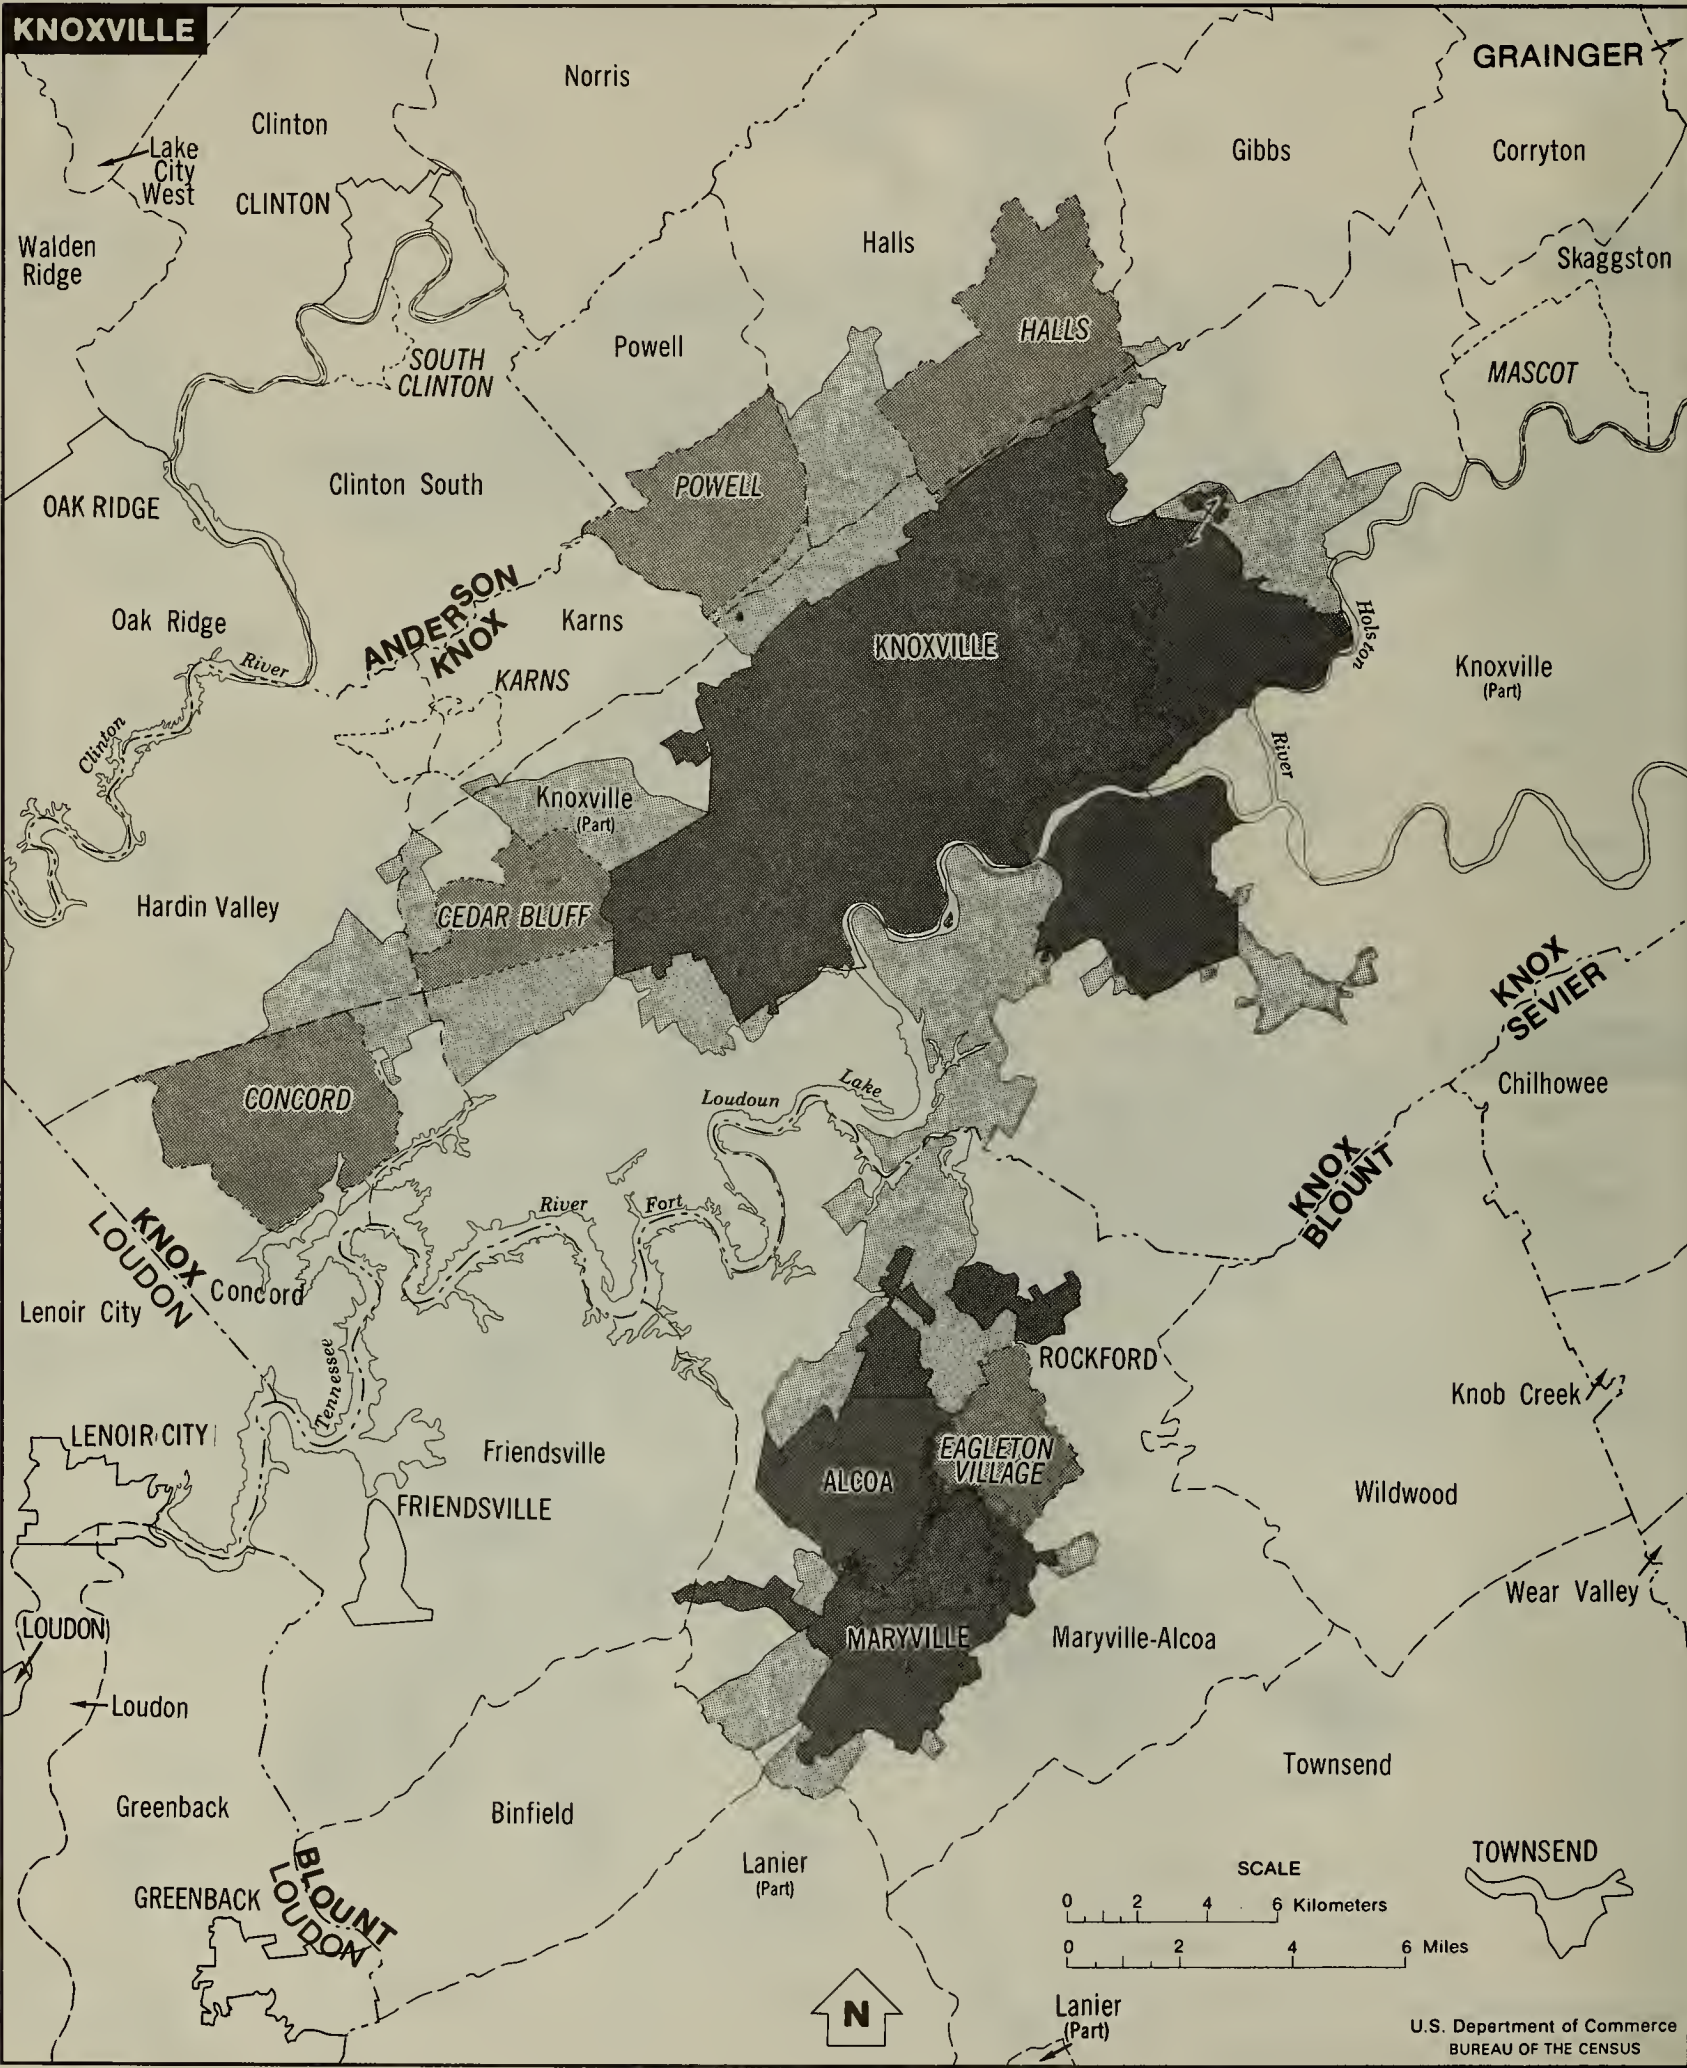 KNOXVILLE
GRAINGER
Norris
Clinton
Lake
City
West
CLINTON
Gibbs
Corryton
Walden
Ridge
Halls
Skaggston
Powell
HALLS
SOUTH
CLINTON
MASCOT
Clinton South
POWELL
OAK RIDGE
ANDERSON
KNOX
Oak Ridge
Karns
KNOXVILLE
Holston
River
KARNS
Knoxville
(Part)
Clinton
River
Knoxville
(Part)
Hardin Valley
CEDAR BLUFF
KNOX
SEVIER
CONCORD
Loudoun
Lake
Chilhowee
KNOX
BLOUNT
River
Fort
KNOX
LOUDON
Concord
Lenoir City
Tennessee
ROCKFORD
Knob Creek
LENOIR CITY
Friendsville
EAGLETON
VILLAGE
ALCOA
FRIENDSVILLE
Wildwood
Wear Valley
LOUDON
MARYVILLE
Maryville-Alcoa
Loudon
Townsend
Greenback
Binfield
Lanier
(Part)
TOWNSEND
GREENBACK
BLOUNT
LOUDON
SCALE
0 2 4 6 Kilometers
0 2 4 6 Miles
N
Lanier
(Part)
U.S. Department of Commerce
BUREAU OF THE CENSUS